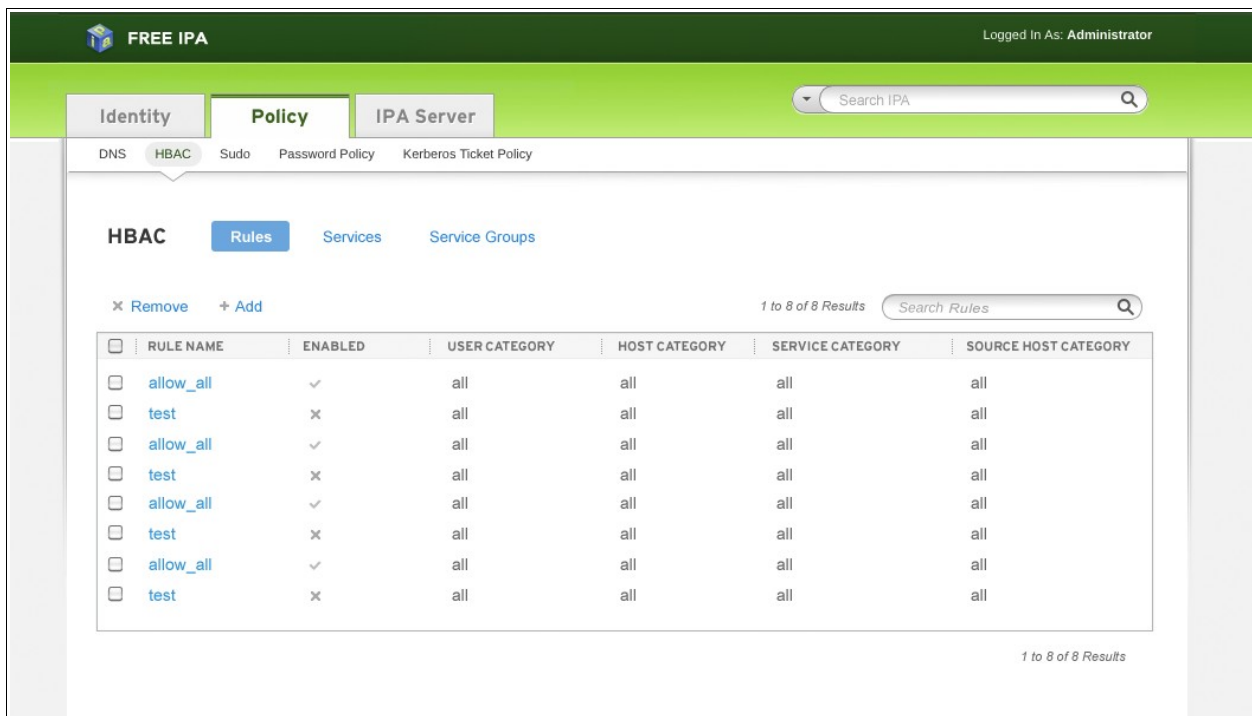 FREE IPA
Logged In As: Administrator
Identity Policy IPA Server
Search IPA
DNS HBAC Sudo Password Policy Kerberos Ticket Policy
HBAC Rules Services Service Groups
Remove + Add
1 to 8 of 8 Results Search Rules
RULE NAME ENABLED USER CATEGORY HOST CATEGORY SERVICE CATEGORY SOURCE HOST CATEGORY
allow_all all all all all
test all all all all
allow_all all all all all
test all all all all
allow_all all all all all
test all all all all
allow_all all all all all
test all all all all
1 to 8 of 8 Results